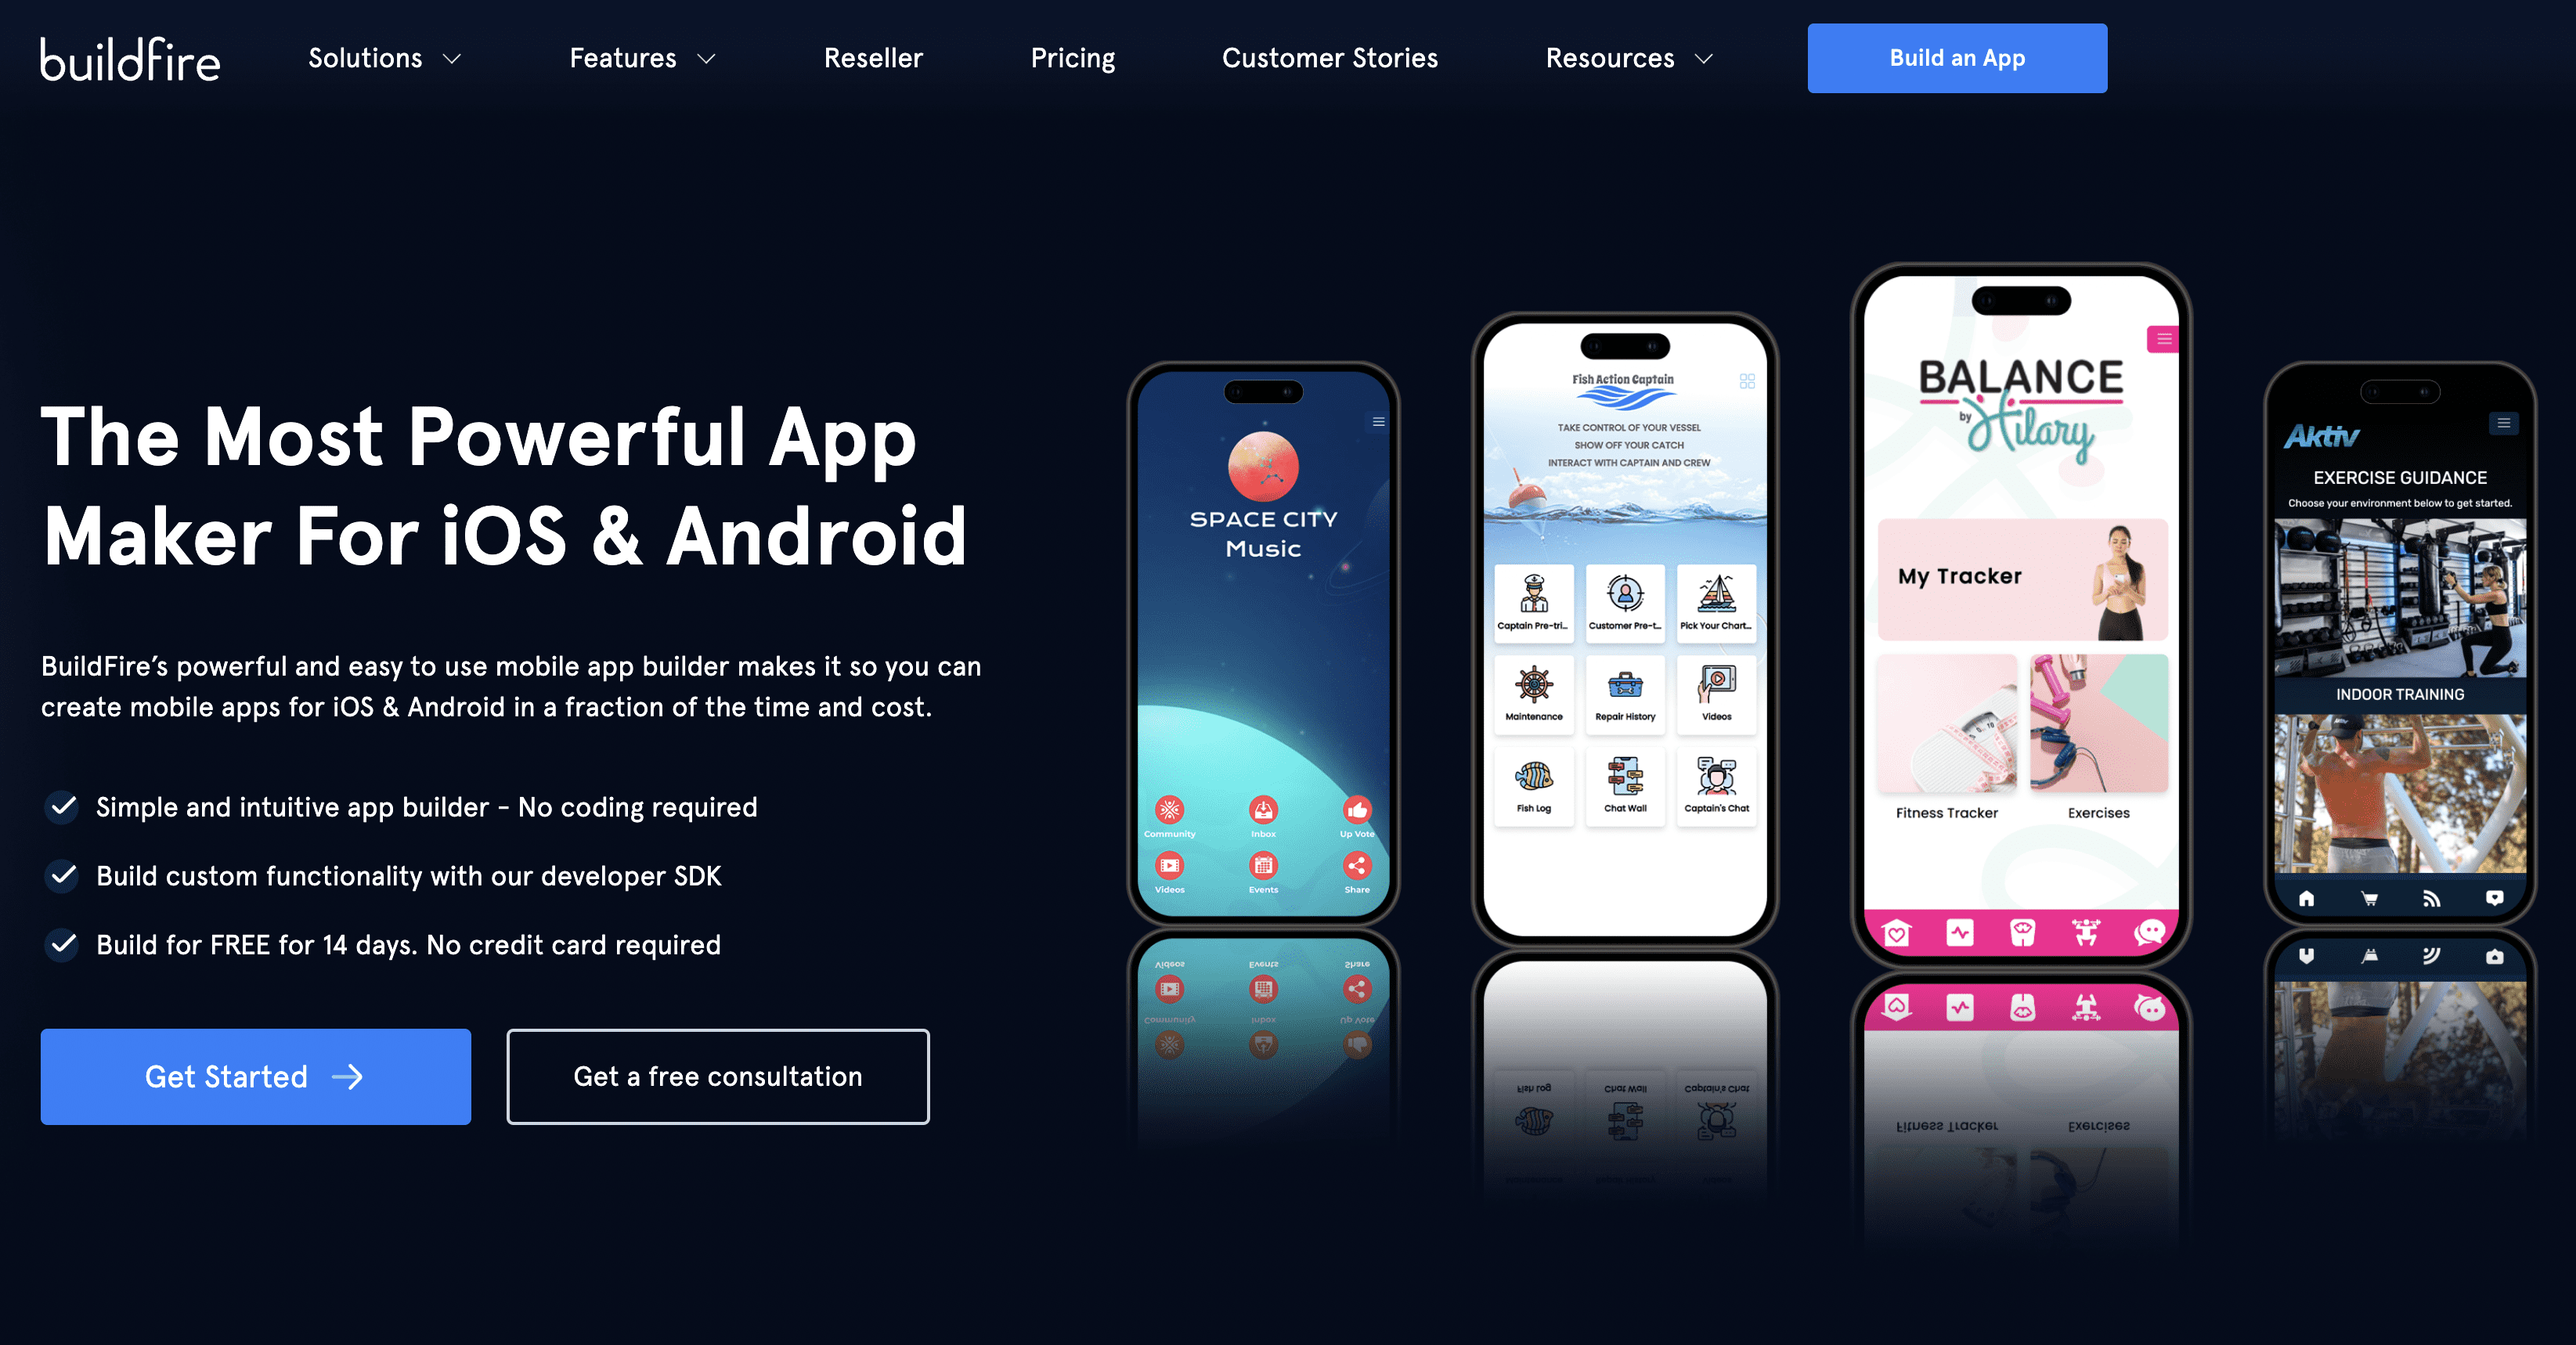 buildfire
Solutions
Features
Reseller
Pricing
Customer Stories
Resources
Build an App
The Most Powerful App
Maker For iOS & Android
BuildFire’s powerful and easy to use mobile app builder makes it so you can
create mobile apps for iOS & Android in a fraction of the time and cost.
Simple and intuitive app builder - No coding required
Build custom functionality with our developer SDK
Build for FREE for 14 days. No credit card required
Get Started
Get a free consultation
SPACE CITY
Music
Community
Inbox
Up Vote
Videos
Events
Share
Fish Action Captain
TAKE CONTROL OF YOUR VESSEL
SHOW OFF YOUR CATCH
INTERACT WITH CAPTAIN AND CREW
Captain Pre-tri...
Customer Pre-t...
Pick Your Chart...
Maintenance
Repair History
Videos
Fish Log
Chat Wall
Captain's Chat
BALANCE
by Hilary
My Tracker
Fitness Tracker
Exercises
Aktiv
EXERCISE GUIDANCE
Choose your environment below to get started.
INDOOR TRAINING